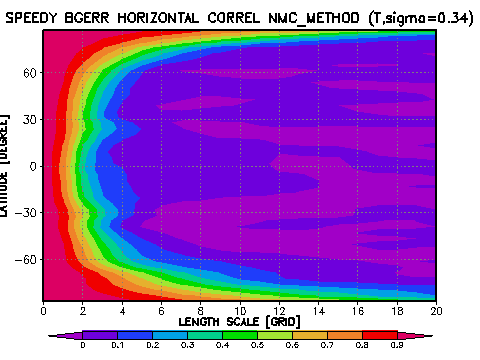 SPEEDY BGERR HORIZONTAL CORREL NMC_METHOD (T,sigma=0.34)
60
30
0
-30
-60
LATITUDE [DEGREE]
0 2 4 6 8 10 12 14 16 18 20
LENGTH SCALE [GRID]
0 0.1 0.2 0.3 0.4 0.5 0.6 0.7 0.8 0.9